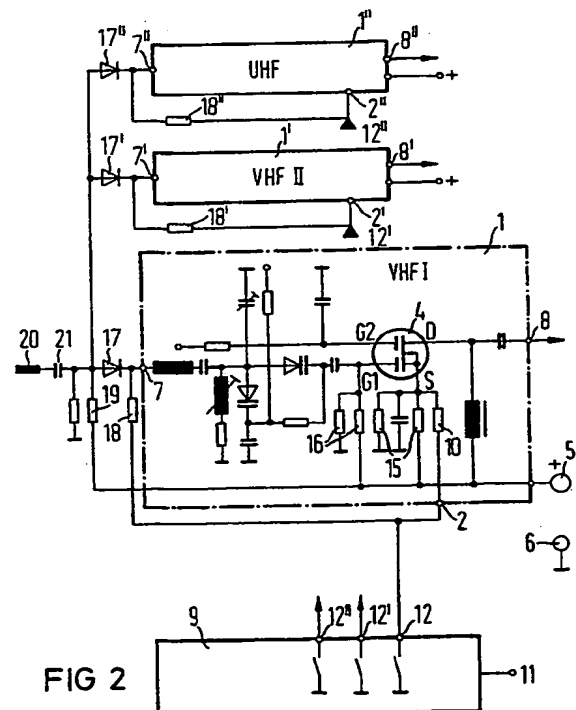 17" 7" UHF 1" 8"
+
18" 2"
12"
17' 7' VHF II 1' 8'
+
18' 2'
12'
1
VHF I
4
20 21 17 G2 D 8
7 G1 S
19 18 16 15 10
+ 5
2
6
9 12" 12' 12
11
FIG 2